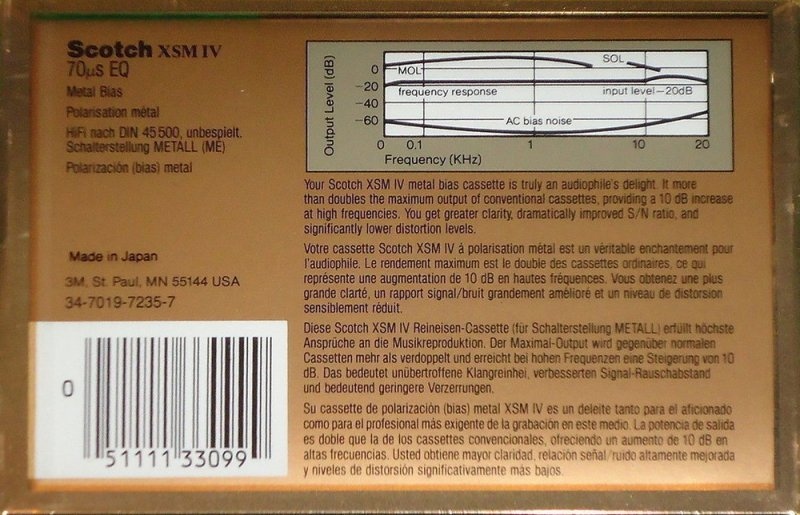 Scotch XSM IV
70µs EQ
Metal Bias
Polarisation métal
HiFi nach DIN 45 500, unbespielt.
Schalterstellung METALL (ME)
Polarización (bias) metal
Made in Japan
3M, St. Paul, MN 55144 USA
34-7019-7235-7
0
51111 33099
Output Level (dB)
0
-20
-40
-60
MOL
SOL
frequency response
input level -20dB
AC bias noise
0 0.1 1 10 20
Frequency (KHz)
Your Scotch XSM IV metal bias cassette is truly an audiophile's delight. It more
than doubles the maximum output of conventional cassettes, providing a 10 dB increase
at high frequencies. You get greater clarity, dramatically improved S/N ratio, and
significantly lower distortion levels.
Votre cassette Scotch XSM IV á polarisation métal est un véritable enchantement pour
l'audiophile. Le rendement maximum est le double des cassettes ordinaires, ce qui
représente une augmentation de 10 dB en hautes fréquences. Vous obtenez une plus
grande clarté, un rapport signal/bruit grandement amélioré et un niveau de distorsion
sensiblement réduit.
Diese Scotch XSM IV Reineisen-Cassette (für Schalterstellung METALL) erfüllt höchste
Ansprüche an die Musikreproduktion. Der Maximal-Output wird gegenüber normalen
Cassetten mehr als verdoppelt und erreicht bei hohen Frequenzen eine Steigerung von 10
dB. Das bedeutet unübertroffene Klangreinhei, verbesserten Signal-Rauschabstand
und bedeutend geringere Verzerrungen.
Su cassette de polarización (bias) metal XSM IV es un deleite tanto para el aficionado
como para el profesional más exigente de la grabación en este medio. La potencia de salida
es doble que la de los cassettes convencionales, ofreciendo un aumento de 10 dB en
altas frecuencias. Usted obtiene mayor claridad, relación señal/ruido altamente mejorada
y niveles de distorsión significativamente más bajos.